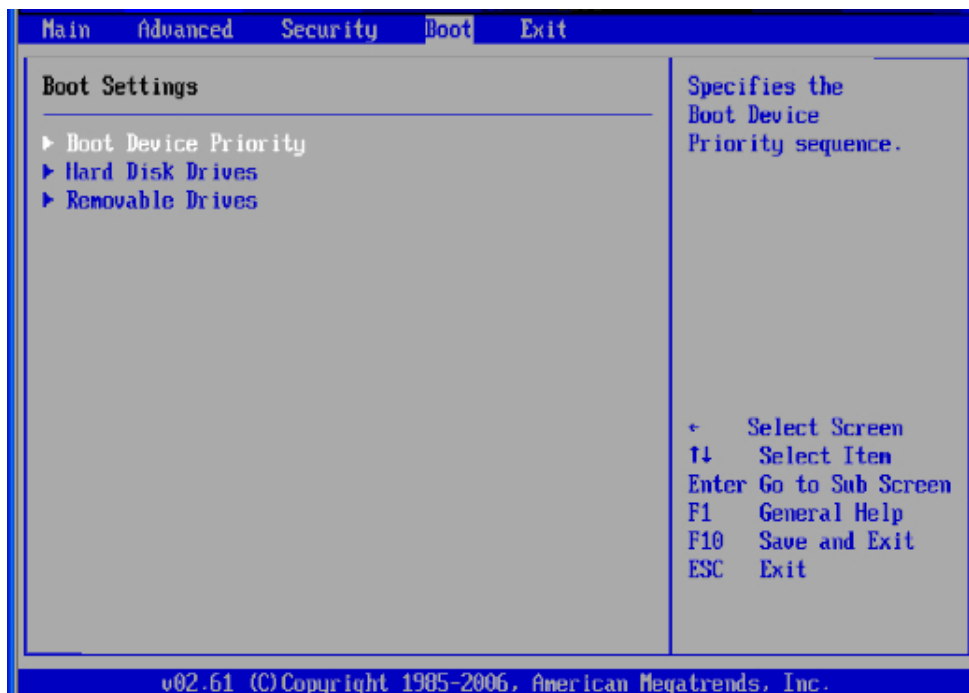 Main Advanced Security Boot Exit
Boot Settings
► Boot Device Priority
► Hard Disk Drives
► Removable Drives
Specifies the
Boot Device
Priority sequence.
← Select Screen
↑↓ Select Item
Enter Go to Sub Screen
F1 General Help
F10 Save and Exit
ESC Exit
v02.61 (C)Copyright 1985-2006, American Megatrends, Inc.